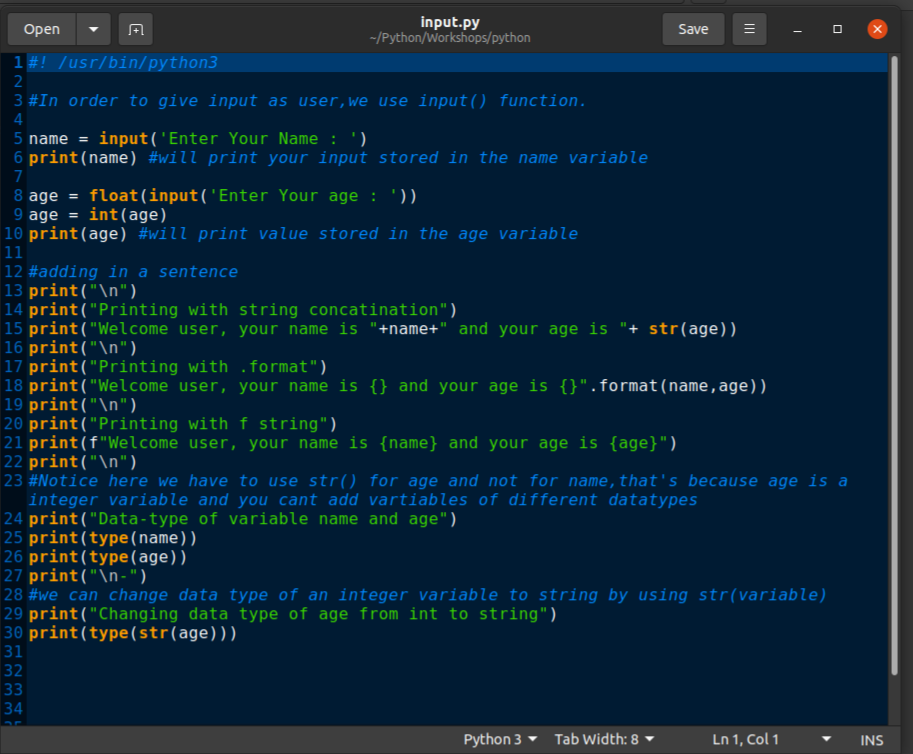 Open
input.py
~/Python/Workshops/python
Save
1 #! /usr/bin/python3
2
3 #In order to give input as user,we use input() function.
4
5 name = input('Enter Your Name : ')
6 print(name) #will print your input stored in the name variable
7
8 age = float(input('Enter Your age : '))
9 age = int(age)
10 print(age) #will print value stored in the age variable
11
12 #adding in a sentence
13 print("\n")
14 print("Printing with string concatination")
15 print("Welcome user, your name is "+name+" and your age is "+ str(age))
16 print("\n")
17 print("Printing with .format")
18 print("Welcome user, your name is {} and your age is {}".format(name,age))
19 print("\n")
20 print("Printing with f string")
21 print(f"Welcome user, your name is {name} and your age is {age}")
22 print("\n")
23 #Notice here we have to use str() for age and not for name,that's because age is a
integer variable and you cant add vartiables of different datatypes
24 print("Data-type of variable name and age")
25 print(type(name))
26 print(type(age))
27 print("\n-")
28 #we can change data type of an integer variable to string by using str(variable)
29 print("Changing data type of age from int to string")
30 print(type(str(age)))
31
32
33
34
35
Python 3 Tab Width: 8 Ln 1, Col 1 INS